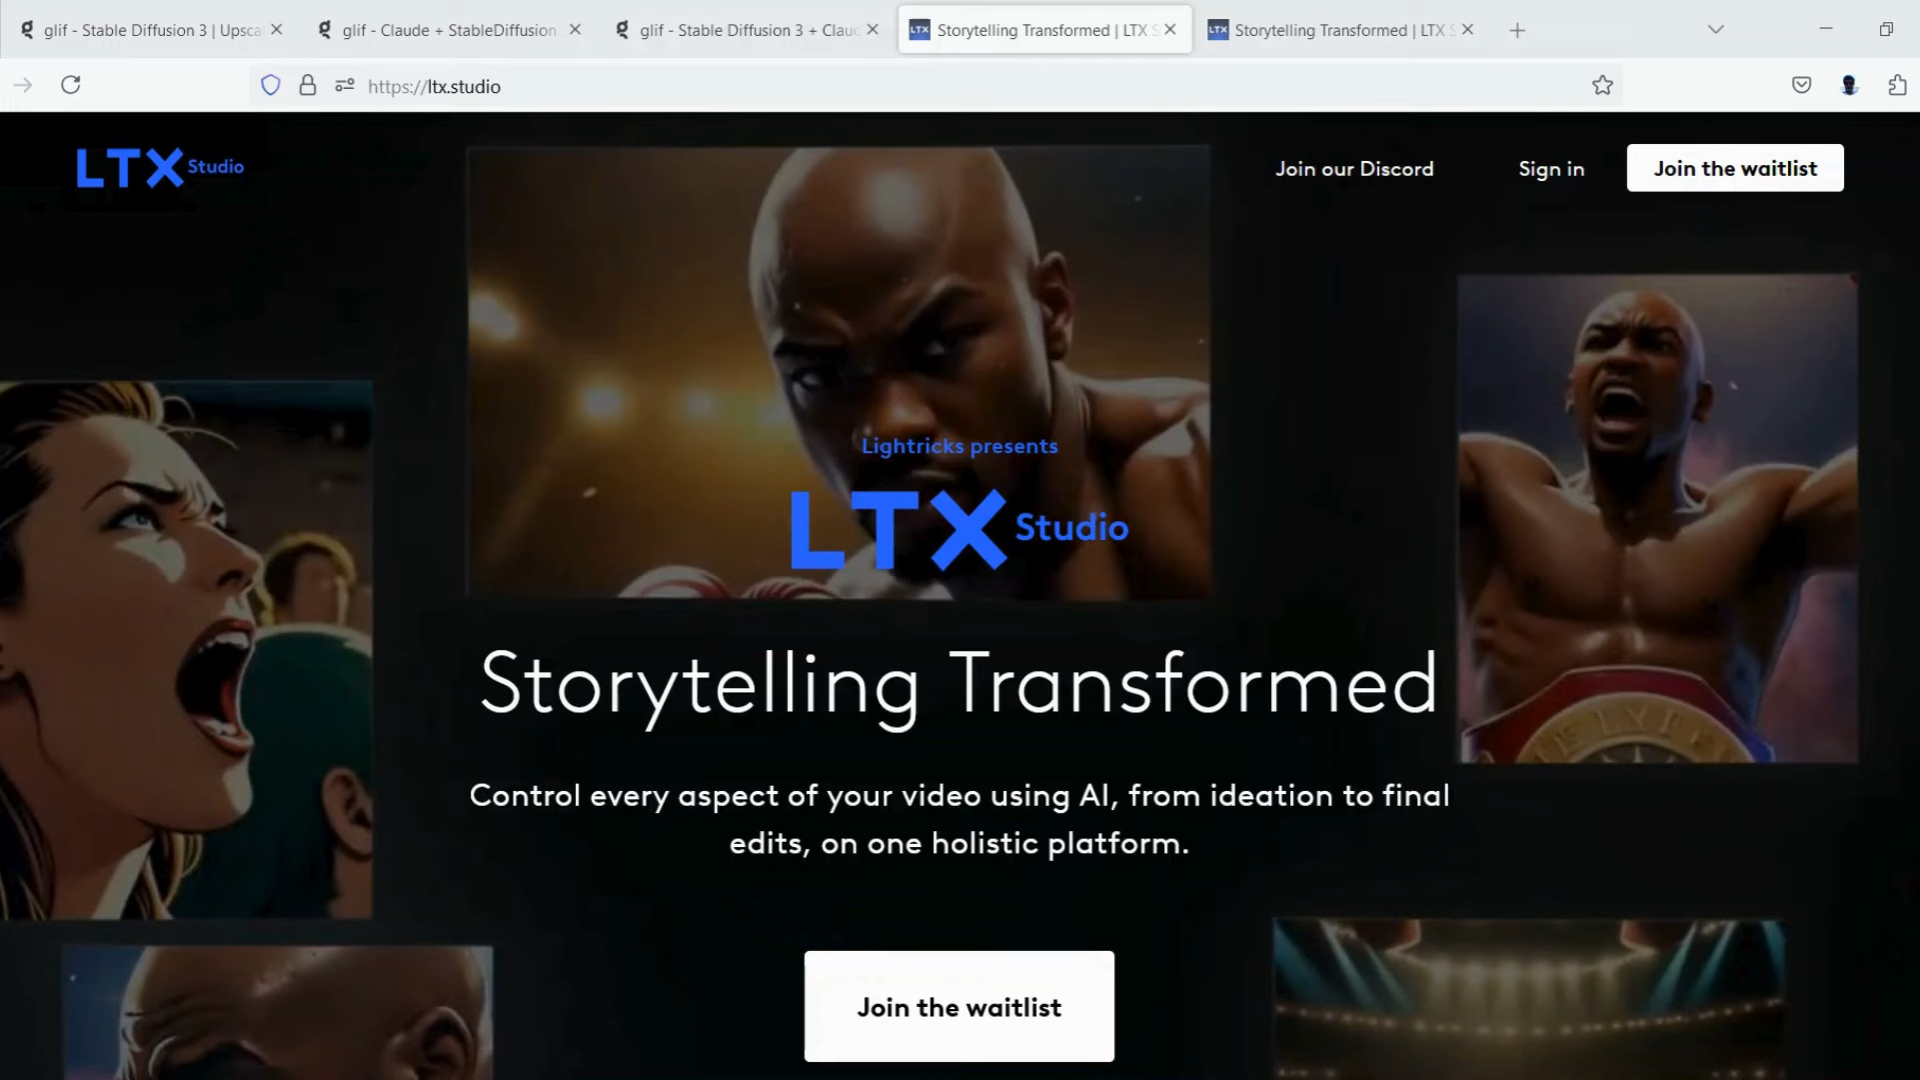 glif - Stable Diffusion 3 | Upsca
glif - Claude + StableDiffusion
glif - Stable Diffusion 3 + Claud
LTX Storytelling Transformed | LTX S
LTX Storytelling Transformed | LTX S
https://ltx.studio
LTX Studio
Join our Discord
Sign in
Join the waitlist
Lightricks presents
LTX Studio
Storytelling Transformed
Control every aspect of your video using AI, from ideation to final
edits, on one holistic platform.
Join the waitlist